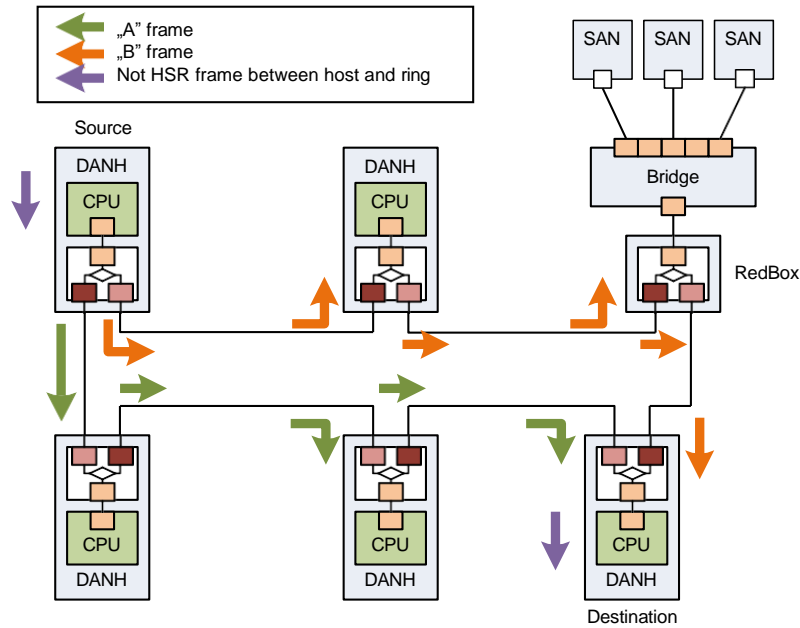 „A” frame
„B” frame
Not HSR frame between host and ring
SAN SAN SAN
Source
DANH DANH
Bridge
CPU CPU
RedBox
CPU CPU CPU
DANH DANH DANH
Destination